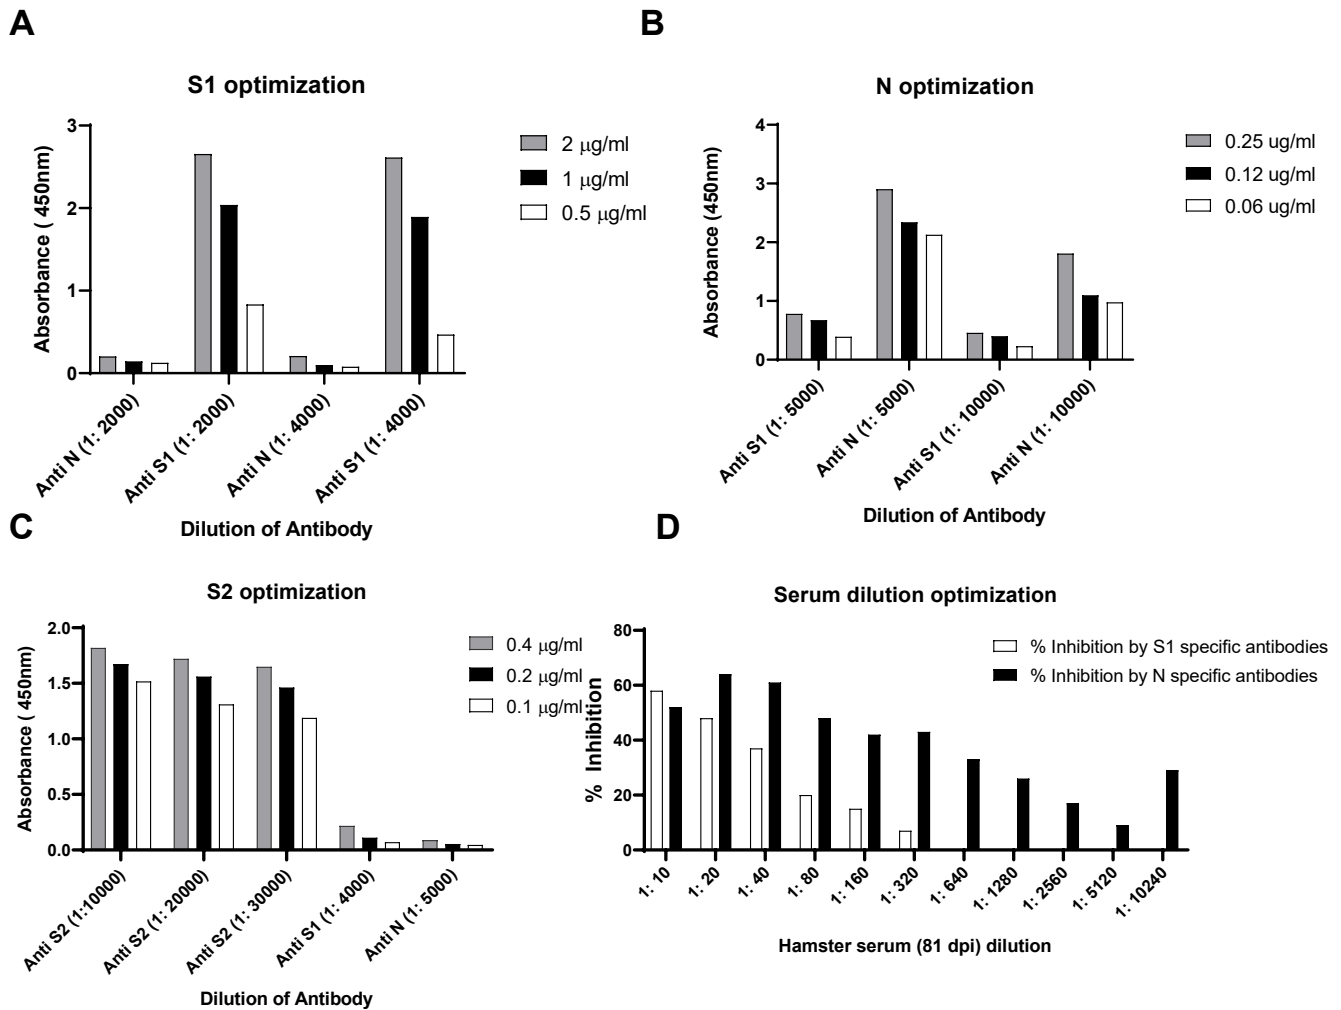 A
S1 optimization
Absorbance ( 450nm)
3
2
1
0
2 μg/ml
1 μg/ml
0.5 μg/ml
Anti N (1: 2000)
Anti S1 (1: 2000)
Anti N (1: 4000)
Anti S1 (1: 4000)
Dilution of Antibody
B
N optimization
Absorbance (450nm)
4
3
2
1
0
0.25 ug/ml
0.12 ug/ml
0.06 ug/ml
Anti S1 (1: 5000)
Anti N (1: 5000)
Anti S1 (1: 10000)
Anti N (1: 10000)
Dilution of Antibody
C
S2 optimization
Absorbance ( 450nm)
2.0
1.5
1.0
0.5
0.0
0.4 μg/ml
0.2 μg/ml
0.1 μg/ml
Anti S2 (1:10000)
Anti S2 (1: 20000)
Anti S2 (1: 30000)
Anti S1 (1: 4000)
Anti N (1: 5000)
Dilution of Antibody
D
Serum dilution optimization
% Inhibition
80
60
40
20
0
% Inhibition by S1 specific antibodies
% Inhibition by N specific antibodies
1: 10
1: 20
1: 40
1: 80
1: 160
1: 320
1: 640
1: 1280
1: 2560
1: 5120
1: 10240
Hamster serum (81 dpi) dilution